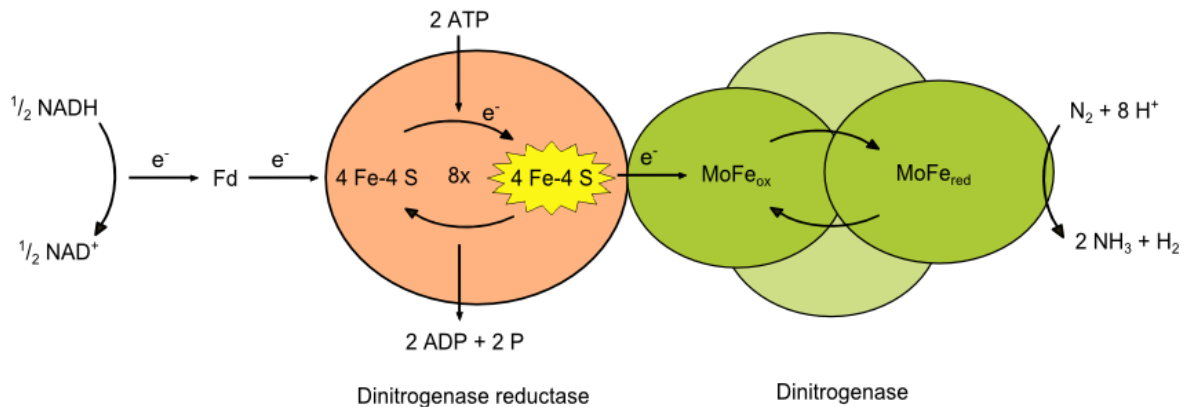 2 ATP
½ NADH
e⁻
N₂ + 8 H⁺
e⁻
e⁻
e⁻
Fd
4 Fe-4 S
8x
4 Fe-4 S
MoFeₒₓ
MoFe_red
½ NAD⁺
2 NH₃ + H₂
2 ADP + 2 P
Dinitrogenase reductase
Dinitrogenase